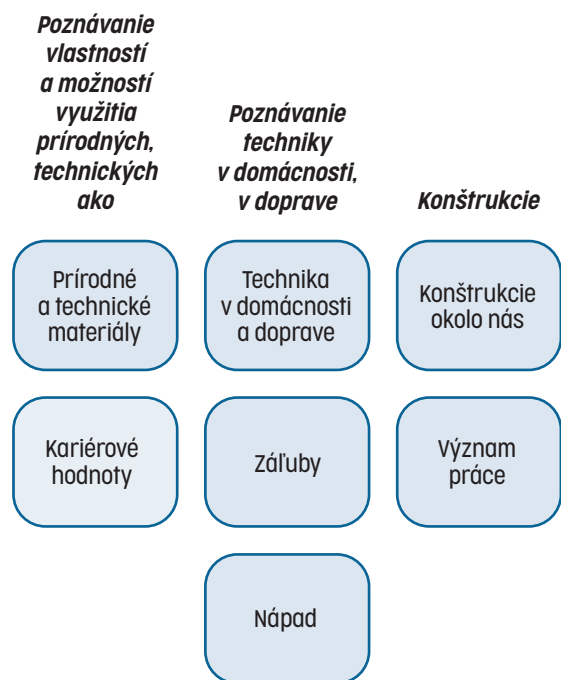 Poznávanie
vlastností
a možností
využitia
prírodných,
technických
ako
Poznávanie
techniky
v domácnosti,
v doprave
Konštrukcie
Prírodné
a technické
materiály
Technika
v domácnosti
a doprave
Konštrukcie
okolo nás
Kariérové
hodnoty
Záľuby
Význam
práce
Nápad